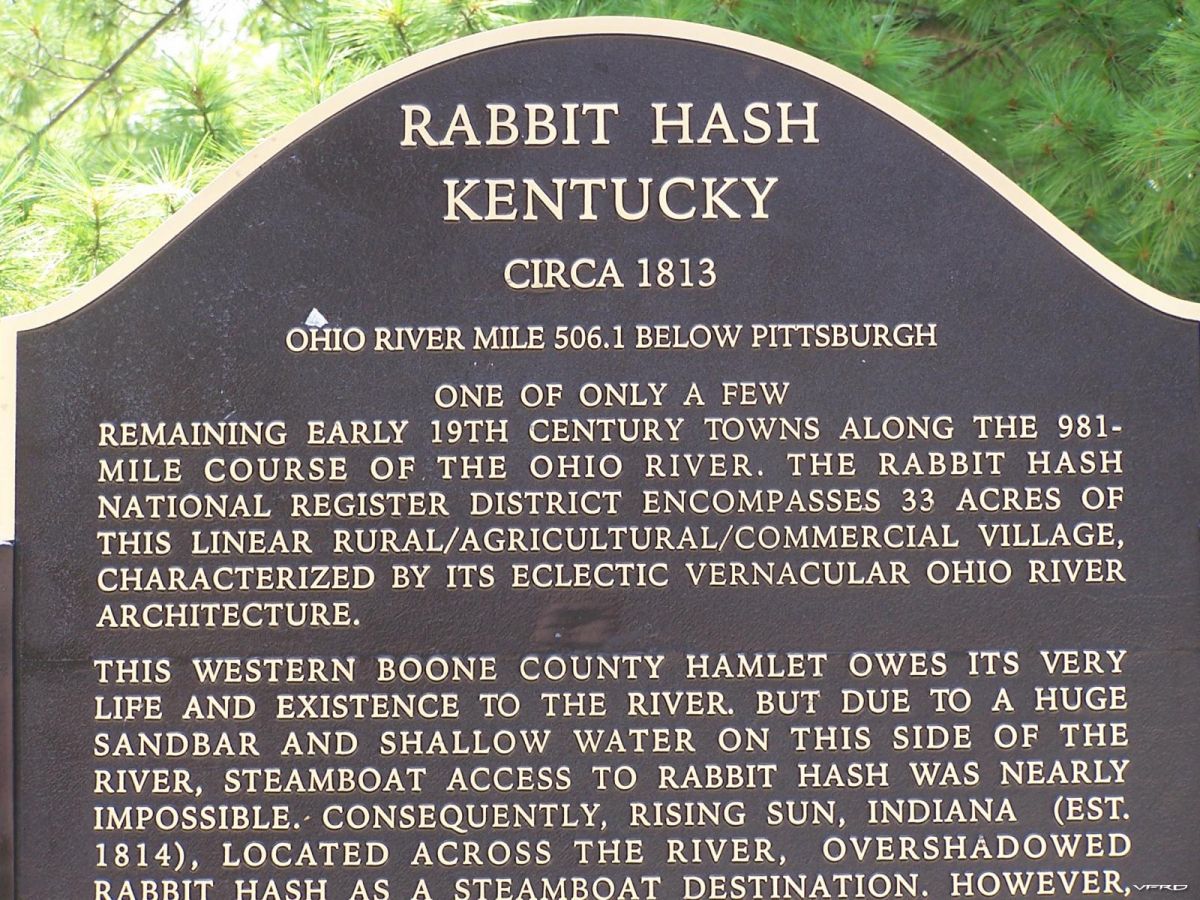 RABBIT HASH
KENTUCKY
CIRCA 1813
OHIO RIVER MILE 506.1 BELOW PITTSBURGH
ONE OF ONLY A FEW
REMAINING EARLY 19TH CENTURY TOWNS ALONG THE 981-
MILE COURSE OF THE OHIO RIVER. THE RABBIT HASH
NATIONAL REGISTER DISTRICT ENCOMPASSES 33 ACRES OF
THIS LINEAR RURAL/AGRICULTURAL/COMMERCIAL VILLAGE,
CHARACTERIZED BY ITS ECLECTIC VERNACULAR OHIO RIVER
ARCHITECTURE.
THIS WESTERN BOONE COUNTY HAMLET OWES ITS VERY
LIFE AND EXISTENCE TO THE RIVER. BUT DUE TO A HUGE
SANDBAR AND SHALLOW WATER ON THIS SIDE OF THE
RIVER, STEAMBOAT ACCESS TO RABBIT HASH WAS NEARLY
IMPOSSIBLE. CONSEQUENTLY, RISING SUN, INDIANA (EST.
1814), LOCATED ACROSS THE RIVER, OVERSHADOWED
RABBIT HASH AS A STEAMBOAT DESTINATION. HOWEVER,
VFRD